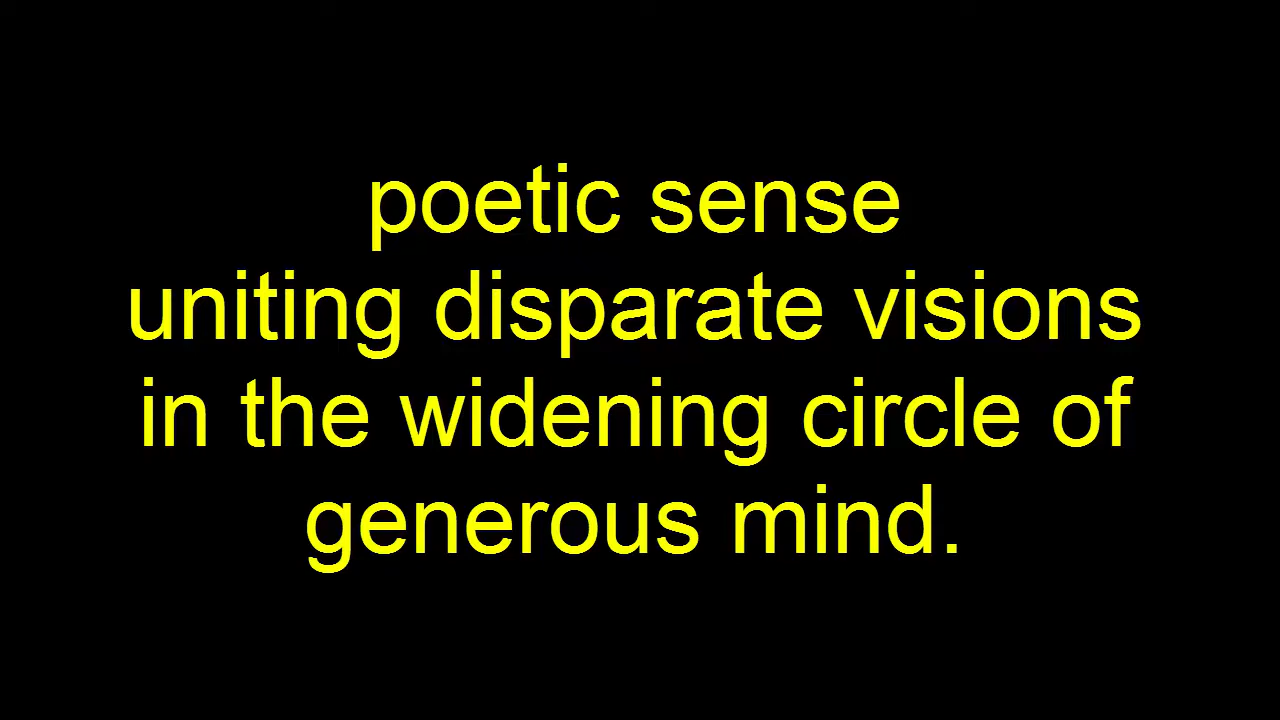 poetic sense
uniting disparate visions
in the widening circle of
generous mind.